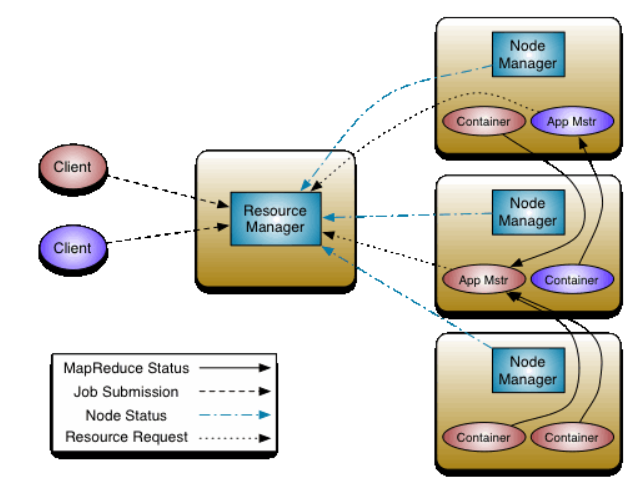 Node
Manager
Container
App Mstr
Client
Resource
Manager
Client
Node
Manager
App Mstr
Container
Node
Manager
Container
Container
MapReduce Status
Job Submission
Node Status
Resource Request